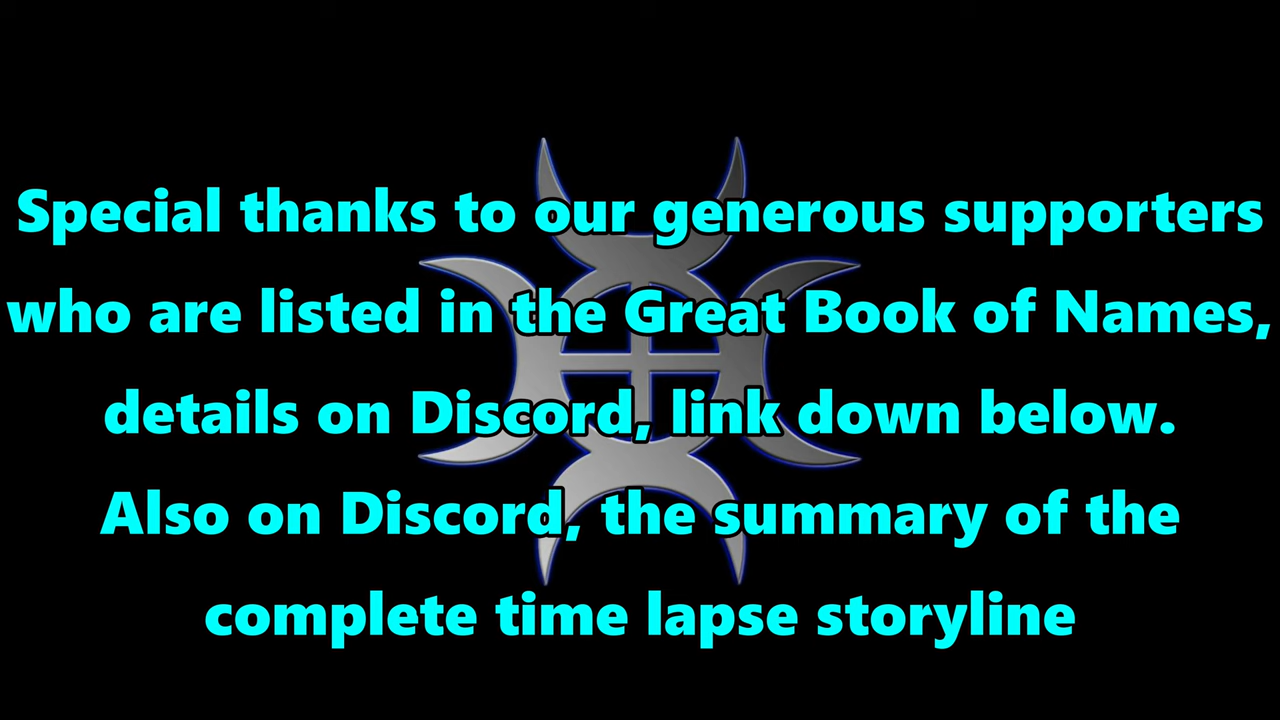 Special thanks to our generous supporters
who are listed in the Great Book of Names,
details on Discord, link down below.
Also on Discord, the summary of the
complete time lapse storyline